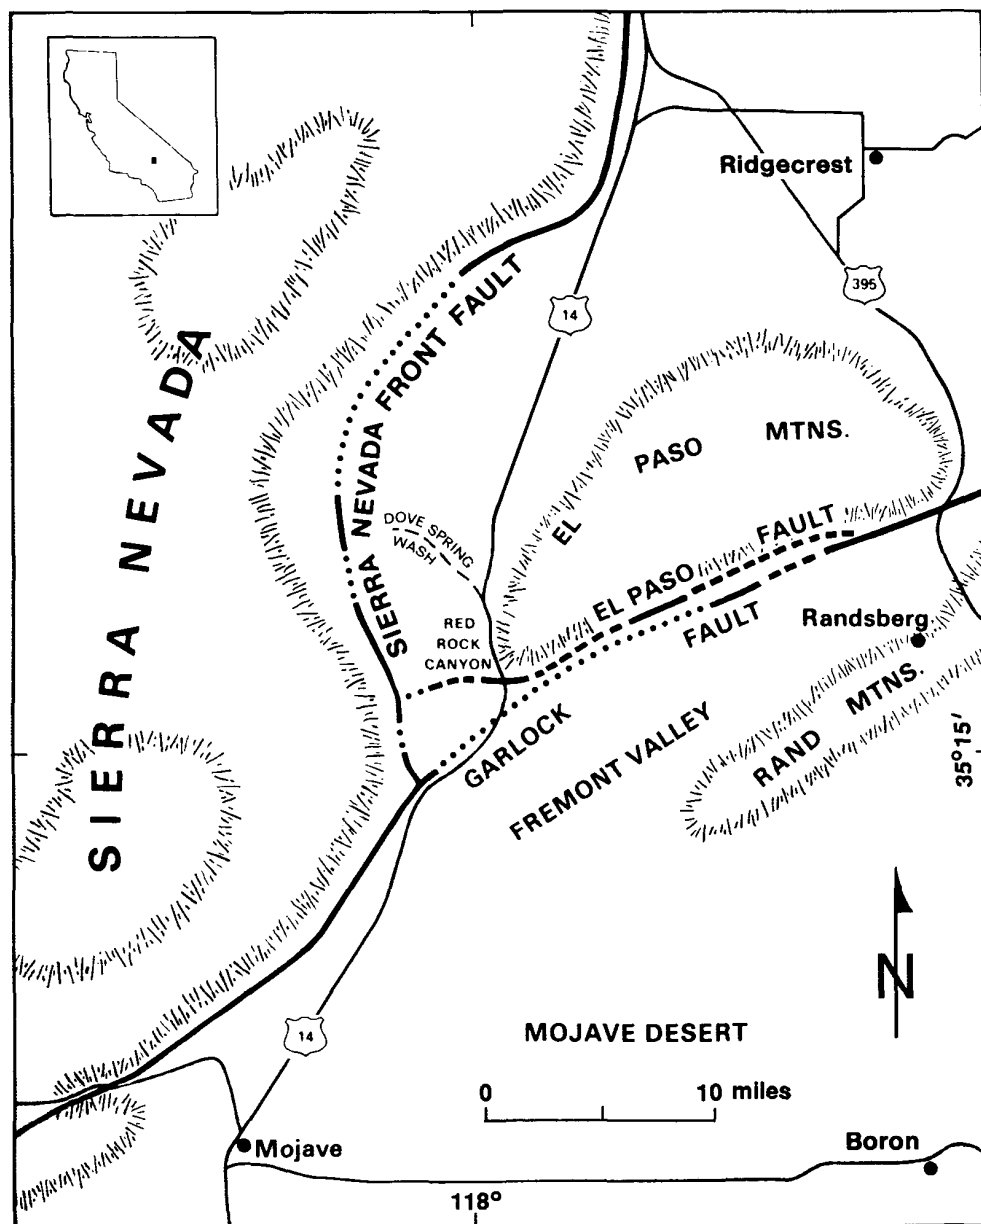 Ridgecrest
395
14
SIERRA NEVADA
SIERRA NEVADA FRONT FAULT
EL PASO MTNS.
DOVE SPRING
WASH
RED
ROCK
CANYON
EL PASO FAULT
GARLOCK FAULT
Randsberg
RAND MTNS.
FREMONT VALLEY
35°15'
N
MOJAVE DESERT
14
0 10 miles
Mojave
Boron
118°